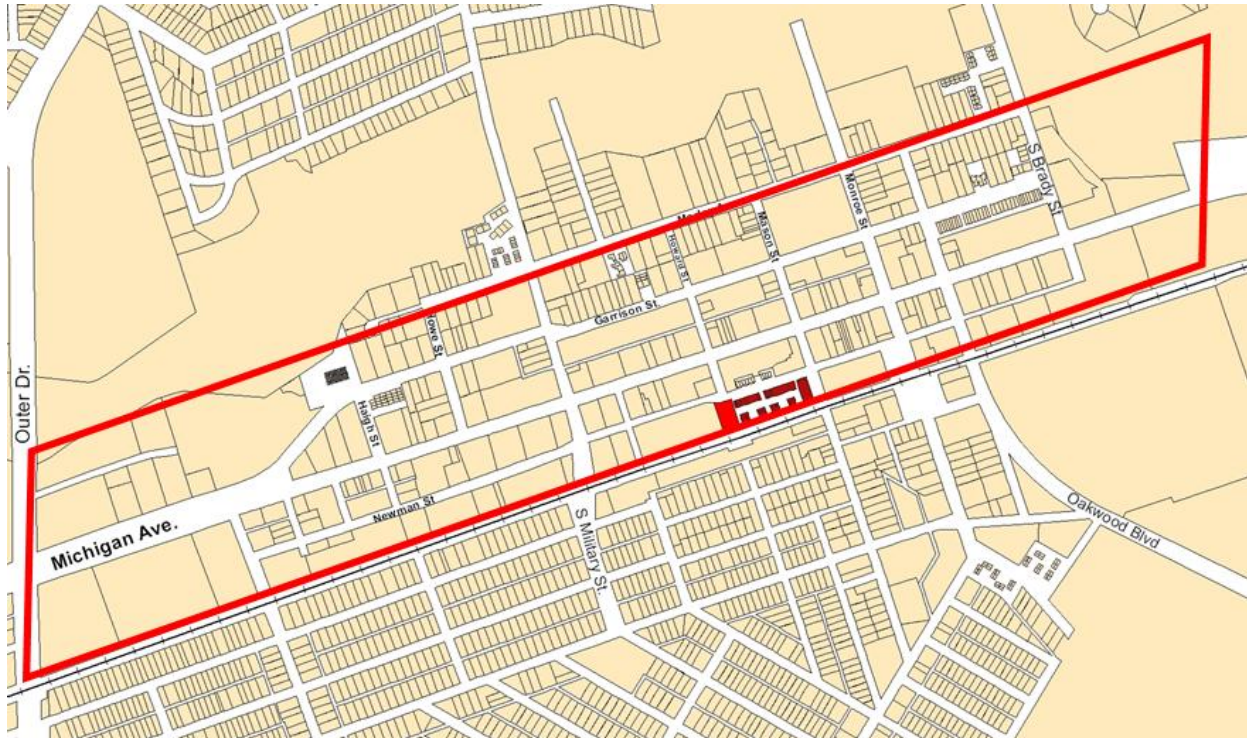 S Brady St
Monroe St
Mason St
Howard St
Garrison St
Howe St
Outer Dr.
Haigh St
Newman St
Michigan Ave.
S Military St.
Oakwood Blvd